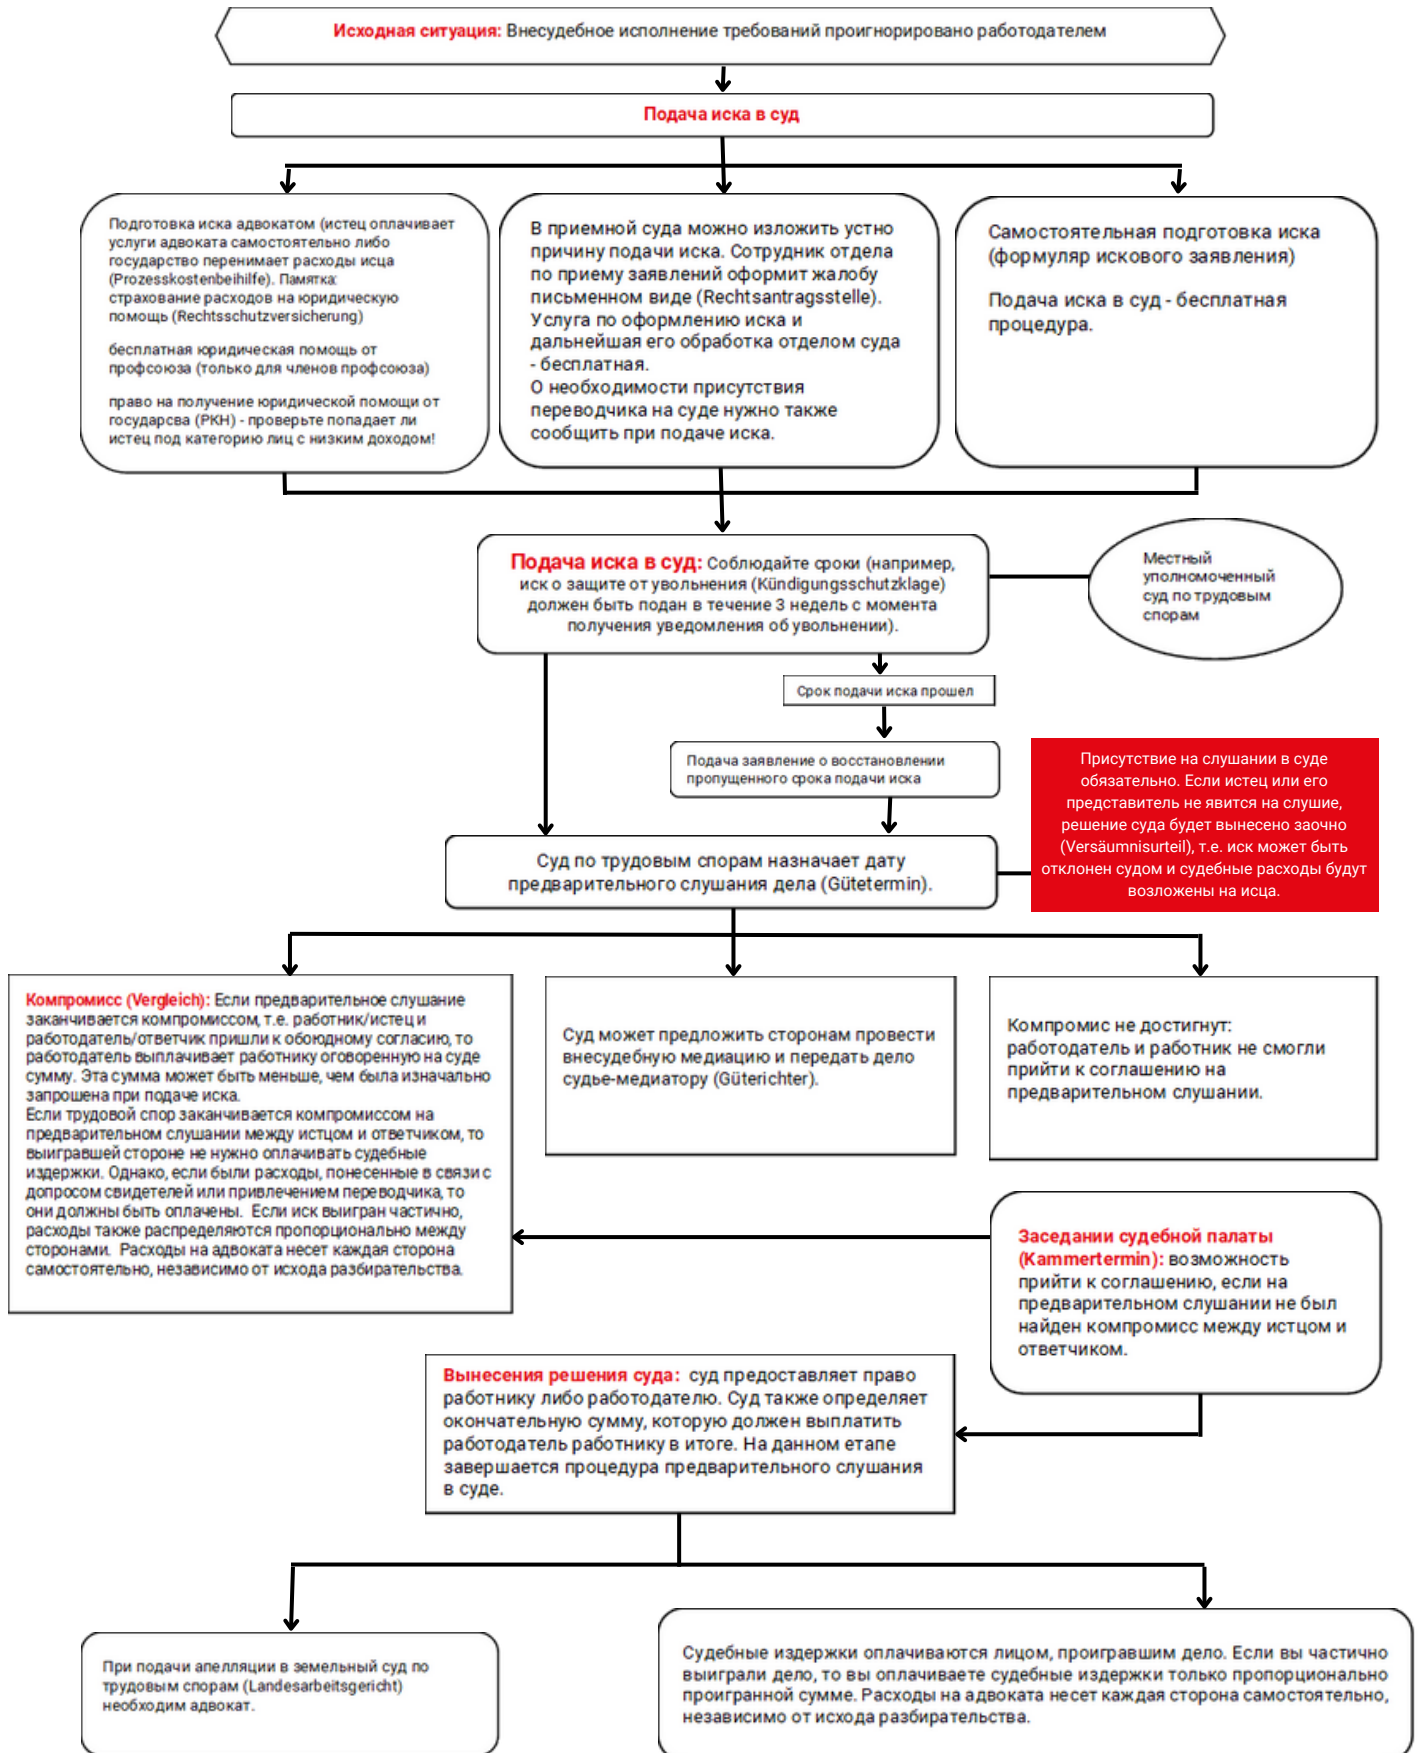 Исходная ситуация: Внесудебное исполнение требований проигнорировано работодателем
Подача иска в суд
Подготовка иска адвокатом (истец оплачивает
услуги адвоката самостоятельно либо
государство перенимает расходы исца
(Prozesskostenbeihilfe). Памятка:
страхование расходов на юридическую
помощь (Rechtsschutzversicherung)
бесплатная юридическая помощь от
профсоюза (только для членов профсоюза)
право на получение юридической помощи от
государсва (РКН) - проверьте попадает ли
истец под категорию лиц с низким доходом!
В приемной суда можно изложить устно
причину подачи иска. Сотрудник отдела
по приему заявлений оформит жалобу
письменном виде (Rechtsantragsstelle).
Услуга по оформлению иска и
дальнейшая его обработка отделом суда
- бесплатная.
О необходимости присутствия
переводчика на суде нужно также
сообщить при подаче иска.
Самостоятельная подготовка иска
(формуляр искового заявления)
Подача иска в суд - бесплатная
процедура.
Подача иска в суд: Соблюдайте сроки (например,
иск о защите от увольнения (Kündigungsschutzklage)
должен быть подан в течение 3 недель с момента
получения уведомления об увольнении).
Местный
уполномоченный
суд по трудовым
спорам
Срок подачи иска прошел
Подача заявление о восстановлении
пропущенного срока подачи иска
Присутствие на слушании в суде
обязательно. Если истец или его
представитель не явится на слушие,
решение суда будет вынесено заочно
(Versäumnisurteil), т.е. иск может быть
отклонен судом и судебные расходы будут
возложены на исца.
Суд по трудовым спорам назначает дату
предварительного слушания дела (Gütetermin).
Компромисс (Vergleich): Если предварительное слушание
заканчивается компромиссом, т.е. работник/истец и
работодатель/ответчик пришли к обоюдному согласию, то
работодатель выплачивает работнику оговоренную на суде
сумму. Эта сумма может быть меньше, чем была изначально
запрошена при подаче иска.
Если трудовой спор заканчивается компромиссом на
предварительном слушании между истцом и ответчиком, то
выигравшей стороне не нужно оплачивать судебные
издержки. Однако, если были расходы, понесенные в связи с
допросом свидетелей или привлечением переводчика, то
они должны быть оплачены. Если иск выигран частично,
расходы также распределяются пропорционально между
сторонами. Расходы на адвоката несет каждая сторона
самостоятельно, независимо от исхода разбирательства.
Суд может предложить сторонам провести
внесудебную медиацию и передать дело
судье-медиатору (Güterichter).
Компромис не достигнут:
работодатель и работник не смогли
прийти к соглашению на
предварительном слушании.
Заседании судебной палаты
(Kammertermin): возможность
прийти к соглашению, если на
предварительном слушании не был
найден компромисс между истцом и
ответчиком.
Вынесения решения суда: суд предоставляет право
работнику либо работодателю. Суд также определяет
окончательную сумму, которую должен выплатить
работодатель работнику в итоге. На данном этапе
завершается процедура предварительного слушания
в суде.
При подачи апелляции в земельный суд по
трудовым спорам (Landesarbeitsgericht)
необходим адвокат.
Судебные издержки оплачиваются лицом, проигравшим дело. Если вы частично
выиграли дело, то вы оплачиваете судебные издержки только пропорционально
проигранной сумме. Расходы на адвоката несет каждая сторона самостоятельно,
независимо от исхода разбирательства.